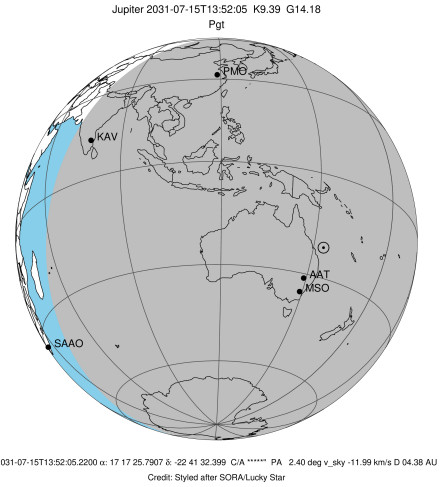 Jupiter 2031-07-15T13:52:05 K9.39 G14.18
Pgt
PMO
KAV
AAT
MSO
SAAO
031-07-15T13:52:05.2200 α: 17 17 25.7907 δ: -22 41 32.399 C/A *****" PA 2.40 deg v_sky -11.99 km/s D 04.38 AU
Credit: Styled after SORA/Lucky Star